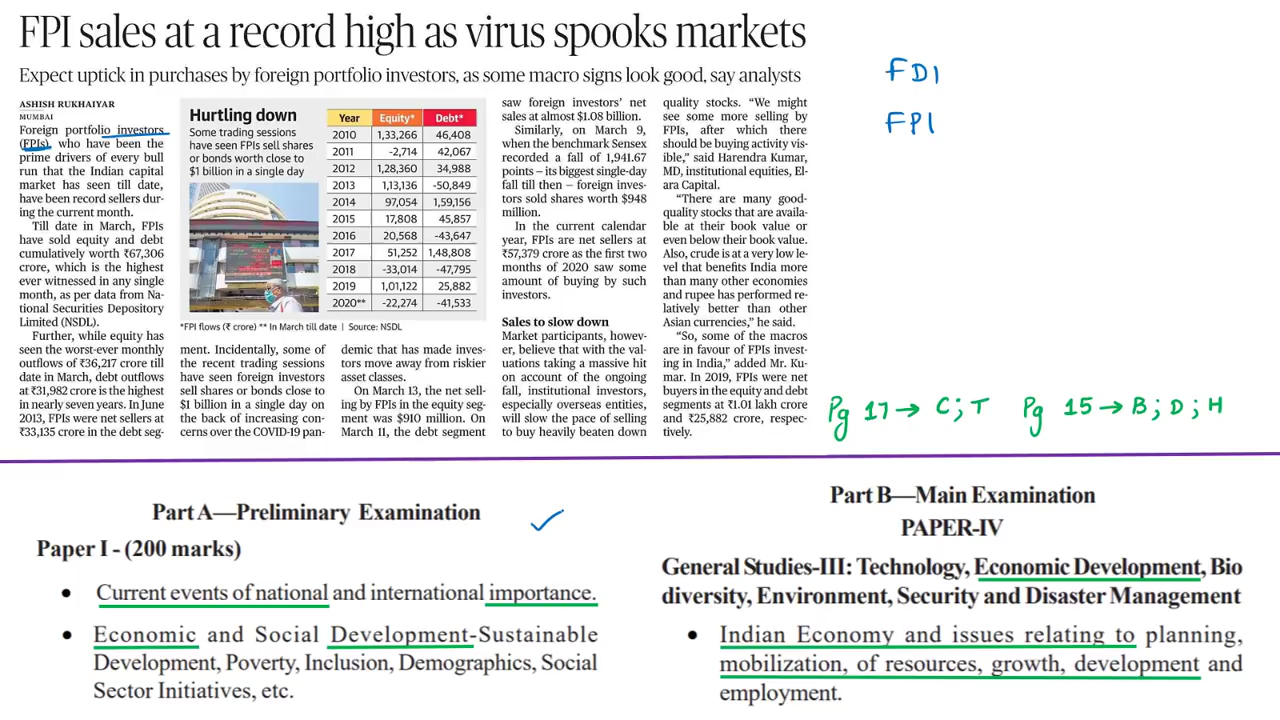 FPI sales at a record high as virus spooks markets
Expect uptick in purchases by foreign portfolio investors, as some macro signs look good, say analysts
ASHISH RUKHAIYAR
MUMBAI
Foreign portfolio investors
(FPIs), who have been the
prime drivers of every bull
run that the Indian capital
market has seen till date,
have been record sellers dur-
ing the current month.
Till date in March, FPIs
have sold equity and debt
cumulatively worth ₹67,306
crore, which is the highest
ever witnessed in any single
month, as per data from Na-
tional Securities Depository
Limited (NSDL).
Further, while equity has
seen the worst-ever monthly
outflows of ₹36,217 crore till
date in March, debt outflows
at ₹31,982 crore is the highest
in nearly seven years. In June
2013, FPIs were net sellers at
₹33,135 crore in the debt seg-
Hurtling down
Some trading sessions
have seen FPIs sell shares
or bonds worth close to
$1 billion in a single day
Year Equity* Debt*
2010 1,33,266 46,408
2011 -2,714 42,067
2012 1,28,360 34,988
2013 1,13,136 -50,849
2014 97,054 1,59,156
2015 17,808 45,857
2016 20,568 -43,647
2017 51,252 1,48,808
2018 -33,014 -47,795
2019 1,01,122 25,882
2020** -22,274 -41,533
*FPI flows (₹ crore) ** In March till date | Source: NSDL
ment. Incidentally, some of
the recent trading sessions
have seen foreign investors
sell shares or bonds close to
$1 billion in a single day on
the back of increasing con-
cerns over the COVID-19 pan-
demic that has made inves-
tors move away from riskier
asset classes.
On March 13, the net sell-
ing by FPIs in the equity seg-
ment was $910 million. On
March 11, the debt segment
saw foreign investors' net
sales at almost $1.08 billion.
Similarly, on March 9,
when the benchmark Sensex
recorded a fall of 1,941.67
points – its biggest single-day
fall till then – foreign inves-
tors sold shares worth $948
million.
In the current calendar
year, FPIs are net sellers at
₹57,379 crore as the first two
months of 2020 saw some
amount of buying by such
investors.
Sales to slow down
Market participants, howev-
er, believe that with the val-
uations taking a massive hit
on account of the ongoing
fall, institutional investors,
especially overseas entities,
will slow the pace of selling
to buy heavily beaten down
quality stocks. "We might
see some more selling by
FPIs, after which there
should be buying activity vis-
ible," said Harendra Kumar,
MD, institutional equities, El-
ara Capital.
"There are many good-
quality stocks that are availa-
ble at their book value or
even below their book value.
Also, crude is at a very low le-
vel that benefits India more
than many other economies
and rupee has performed re-
latively better than other
Asian currencies," he said.
"So, some of the macros
are in favour of FPIs invest-
ing in India," added Mr. Ku-
mar. In 2019, FPIs were net
buyers in the equity and debt
segments at ₹1.01 lakh crore
and ₹25,882 crore, respec-
tively.
FDI
FPI
Pg 17 → C; T Pg 15 → B; D; H
Part A—Preliminary Examination
Paper I - (200 marks)
• Current events of national and international importance.
• Economic and Social Development-Sustainable
Development, Poverty, Inclusion, Demographics, Social
Sector Initiatives, etc.
Part B—Main Examination
PAPER-IV
General Studies-III: Technology, Economic Development, Bio
diversity, Environment, Security and Disaster Management
• Indian Economy and issues relating to planning,
mobilization, of resources, growth, development and
employment.